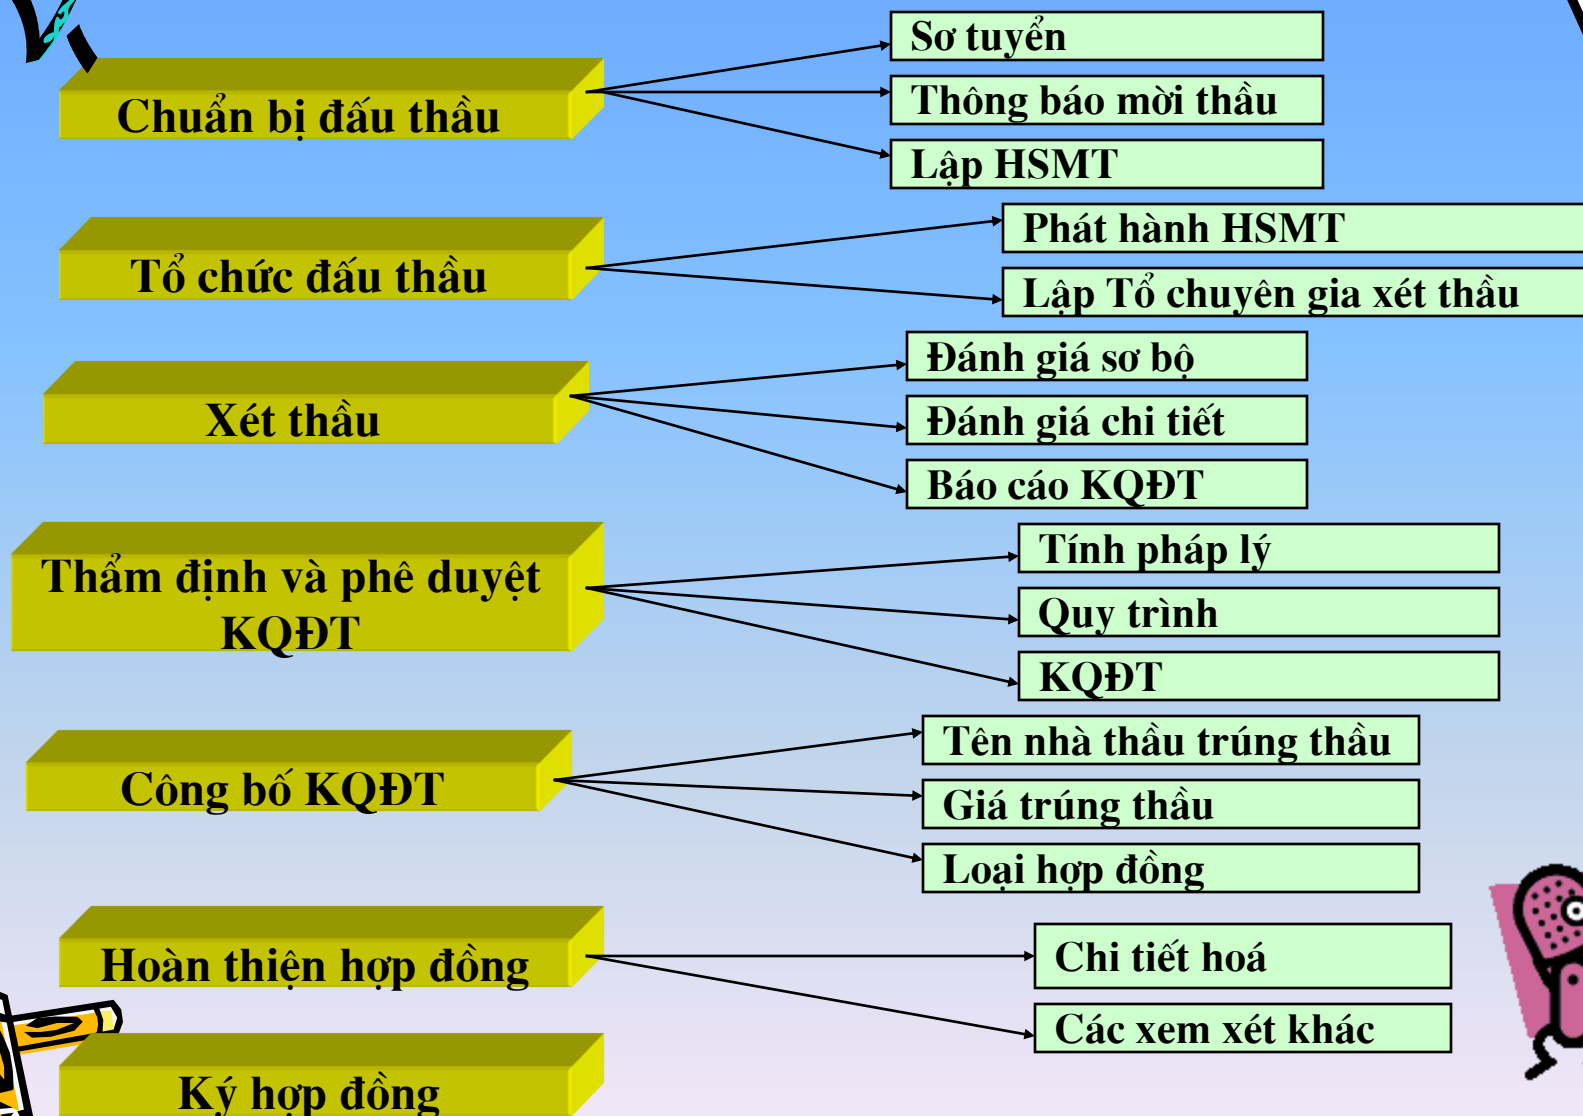 Chuẩn bị đấu thầu
Sơ tuyển
Thông báo mời thầu
Lập HSMT
Tổ chức đấu thầu
Phát hành HSMT
Lập Tổ chuyên gia xét thầu
Xét thầu
Đánh giá sơ bộ
Đánh giá chi tiết
Báo cáo KQĐT
Thẩm định và phê duyệt
KQĐT
Tính pháp lý
Quy trình
KQĐT
Công bố KQĐT
Tên nhà thầu trúng thầu
Giá trúng thầu
Loại hợp đồng
Hoàn thiện hợp đồng
Chi tiết hoá
Các xem xét khác
Ký hợp đồng